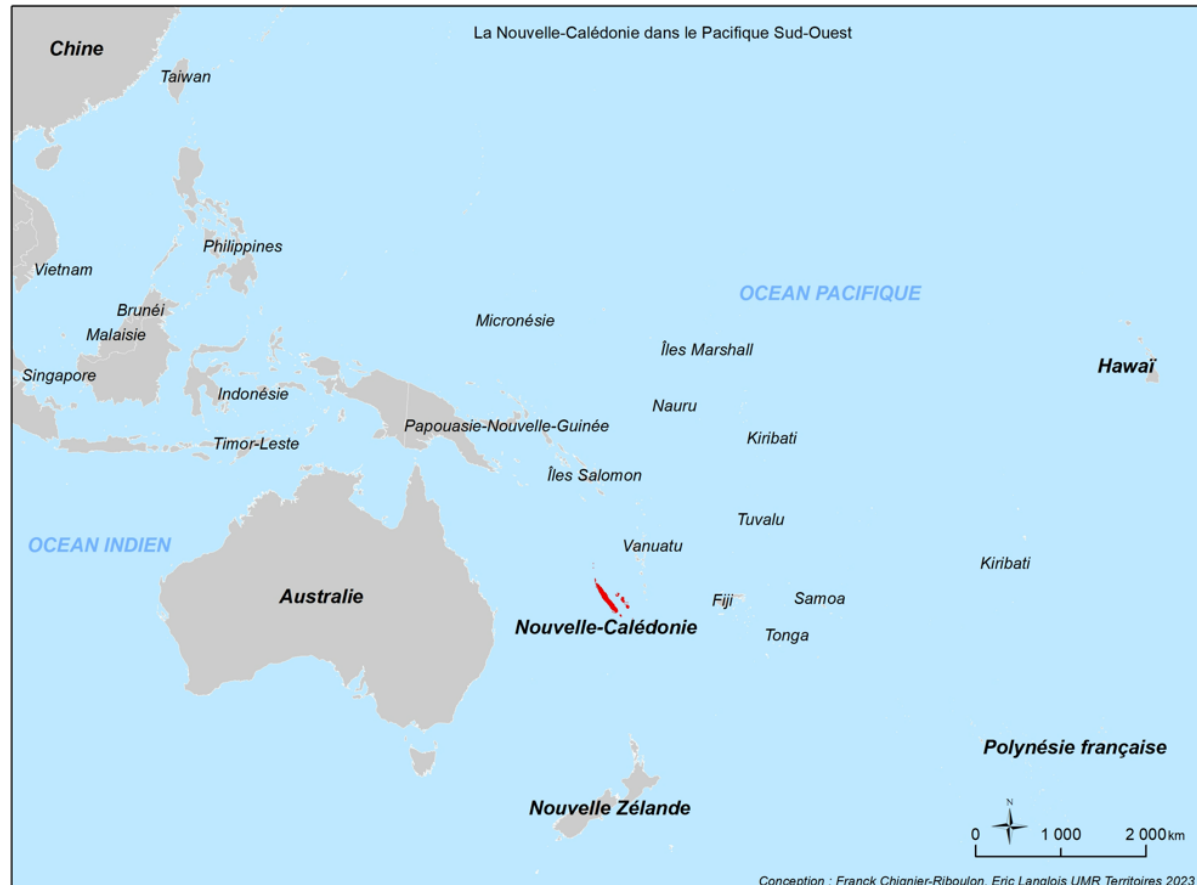 La Nouvelle-Calédonie dans le Pacifique Sud-Ouest
Chine
Taiwan
Philippines
Vietnam
OCEAN PACIFIQUE
Brunéi
Micronésie
Malaisie
Îles Marshall
Hawaï
Singapore
Indonésie
Nauru
Papouasie-Nouvelle-Guinée
Kiribati
Timor-Leste
Îles Salomon
Tuvalu
OCEAN INDIEN
Vanuatu
Kiribati
Australie
Fiji
Samoa
Nouvelle-Calédonie
Tonga
Polynésie française
Nouvelle Zélande
N
0 1 000 2 000 km
Conception : Franck Chignier-Riboulon, Eric Langlois UMR Territoires 2023